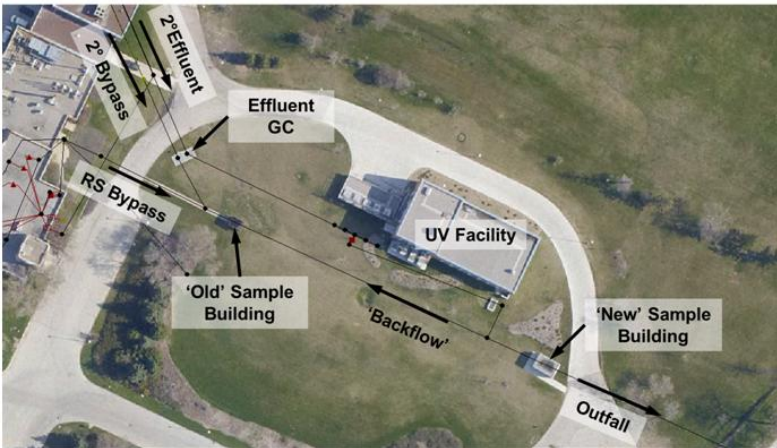 2° Bypass
2°Effluent
Effluent
GC
RS Bypass
UV Facility
'Old' Sample
Building
'Backflow'
'New' Sample
Building
Outfall